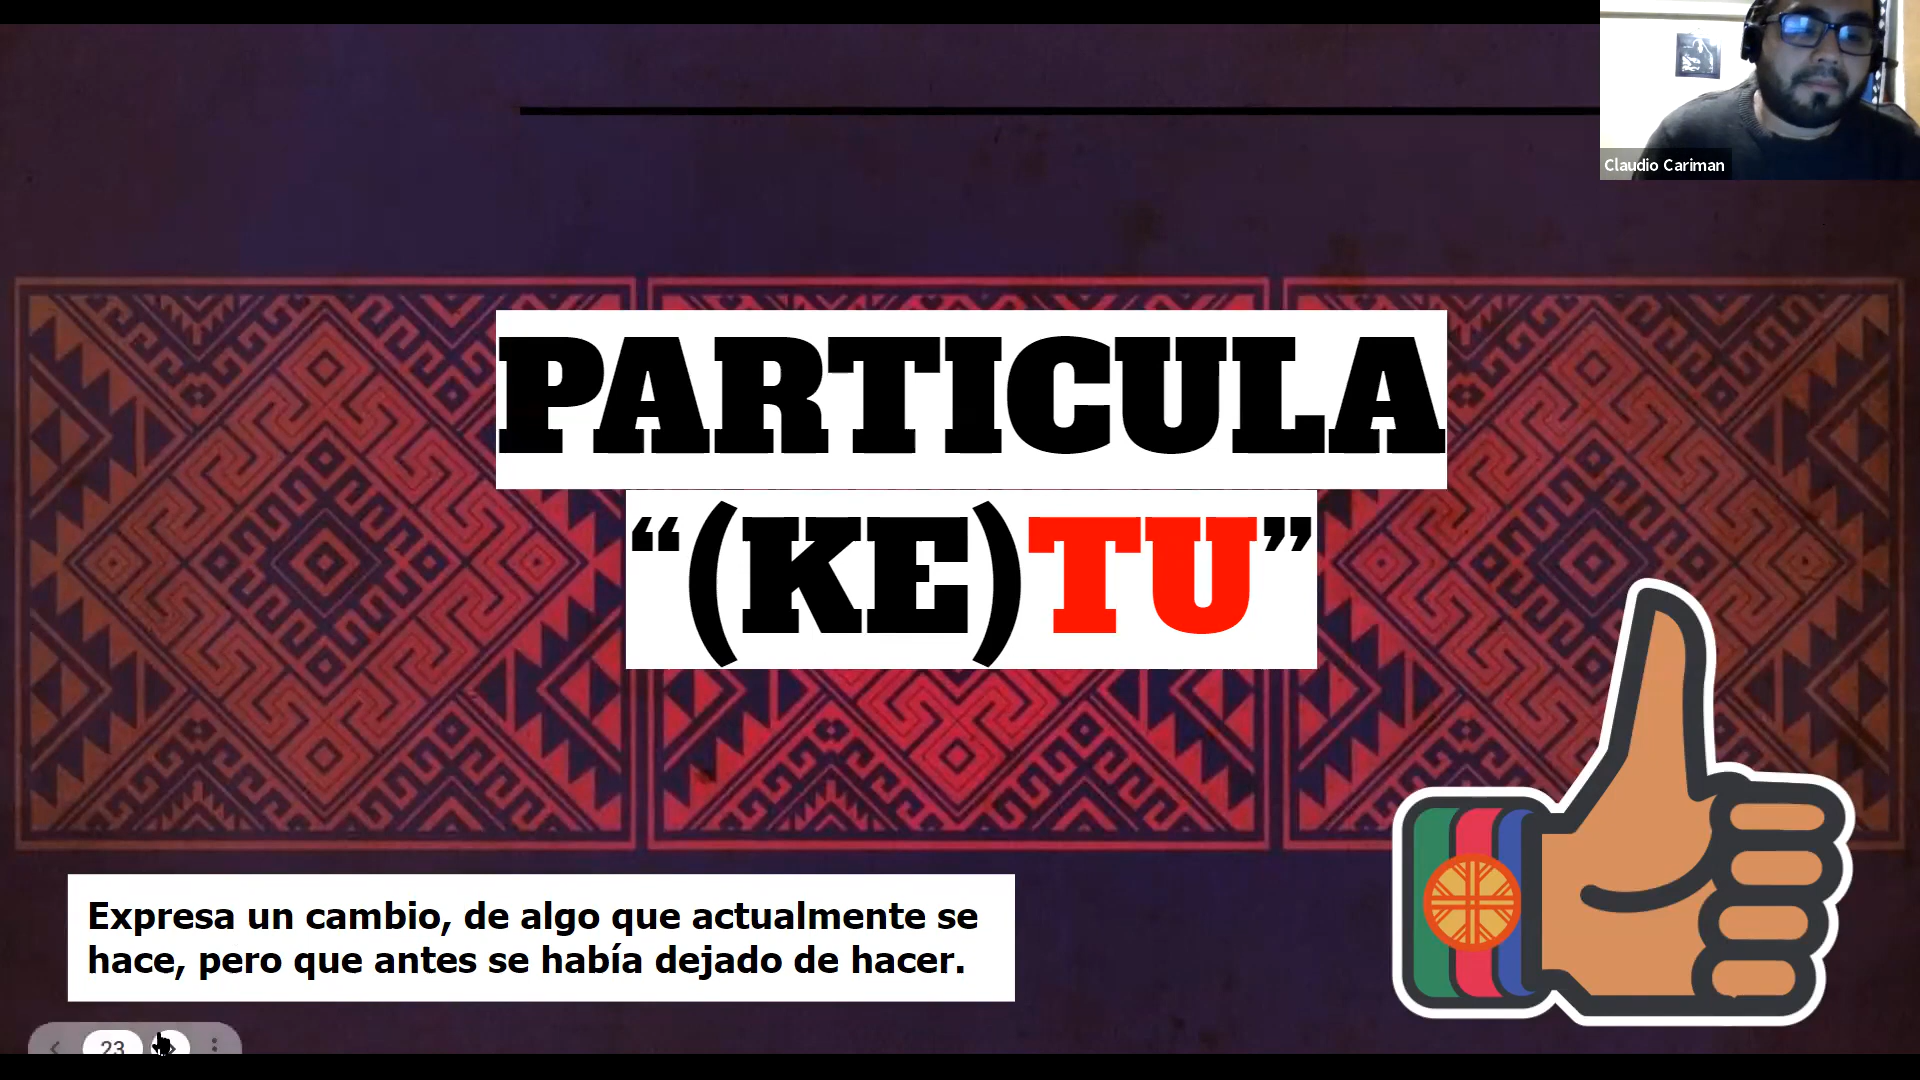 Claudio Cariman
PARTICULA
“(KE)TU”
Expresa un cambio, de algo que actualmente se
hace, pero que antes se había dejado de hacer.
23